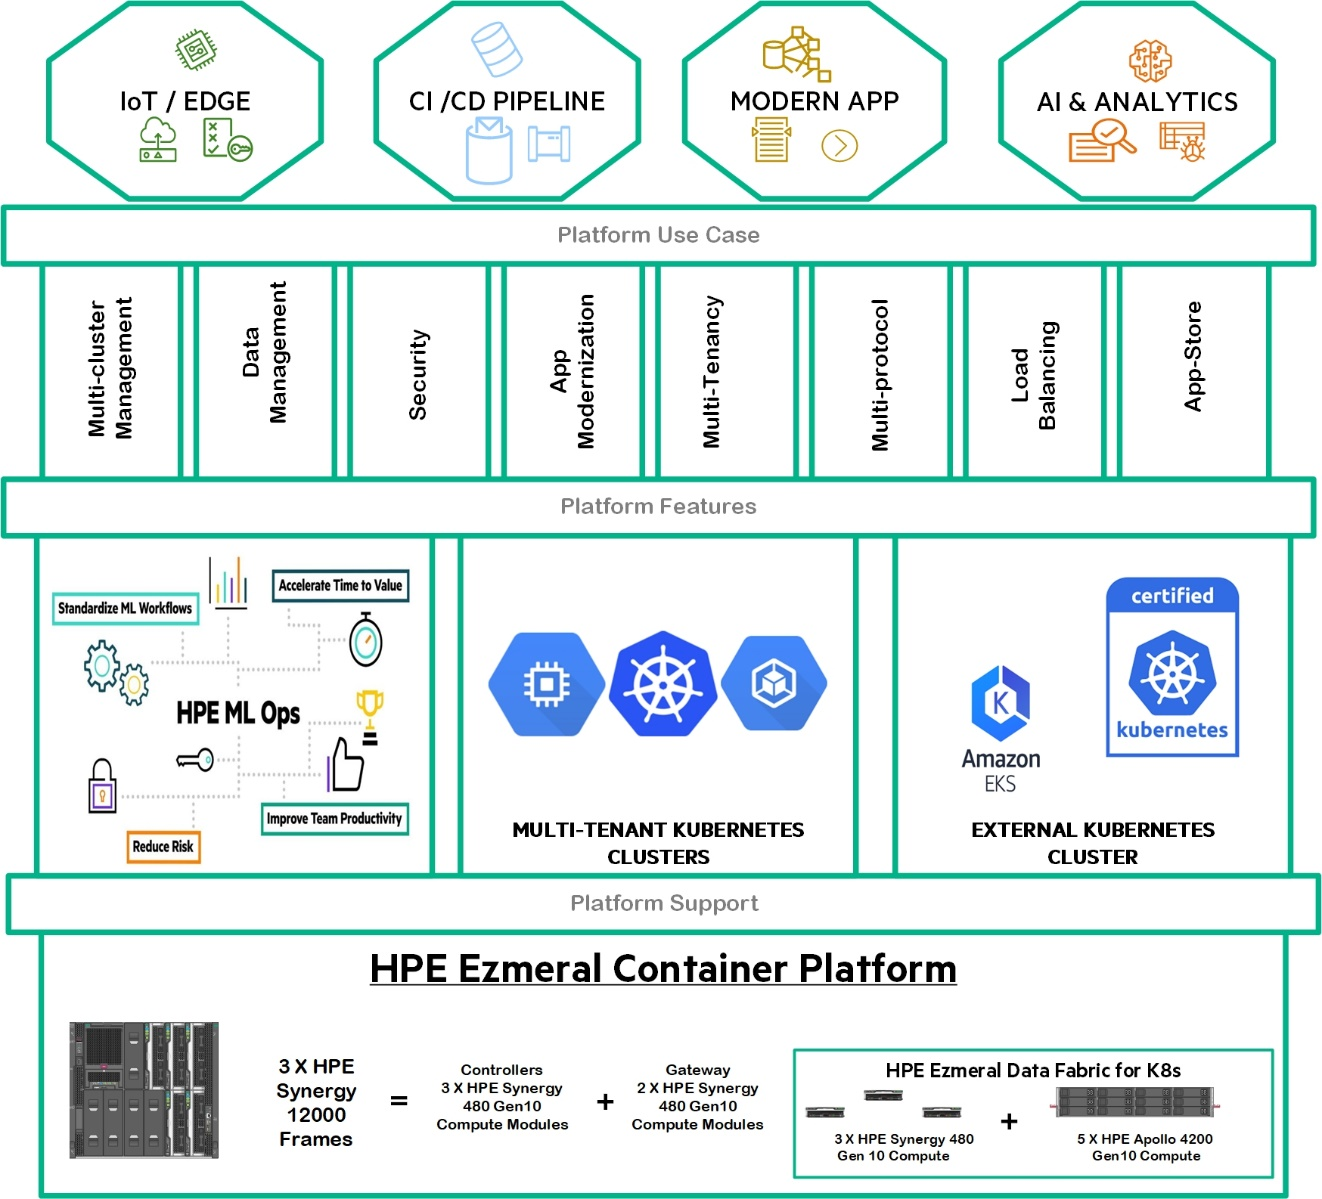 IoT / EDGE
CI /CD PIPELINE
MODERN APP
AI & ANALYTICS
Platform Use Case
Multi-cluster
Management
Data
Management
Security
App
Modernization
Multi-Tenancy
Multi-protocol
Load
Balancing
App-Store
Platform Features
Standardize ML Workflows
Accelerate Time to Value
HPE ML Ops
Improve Team Productivity
Reduce Risk
MULTI-TENANT KUBERNETES
CLUSTERS
K
Amazon
EKS
certified
kubernetes
EXTERNAL KUBERNETES
CLUSTER
Platform Support
HPE Ezmeral Container Platform
3 X HPE
Synergy
12000
Frames
=
Controllers
3 X HPE Synergy
480 Gen10
Compute Modules
+
Gateway
2 X HPE Synergy
480 Gen10
Compute Modules
HPE Ezmeral Data Fabric for K8s
3 X HPE Synergy 480
Gen 10 Compute
+
5 X HPE Apollo 4200
Gen10 Compute